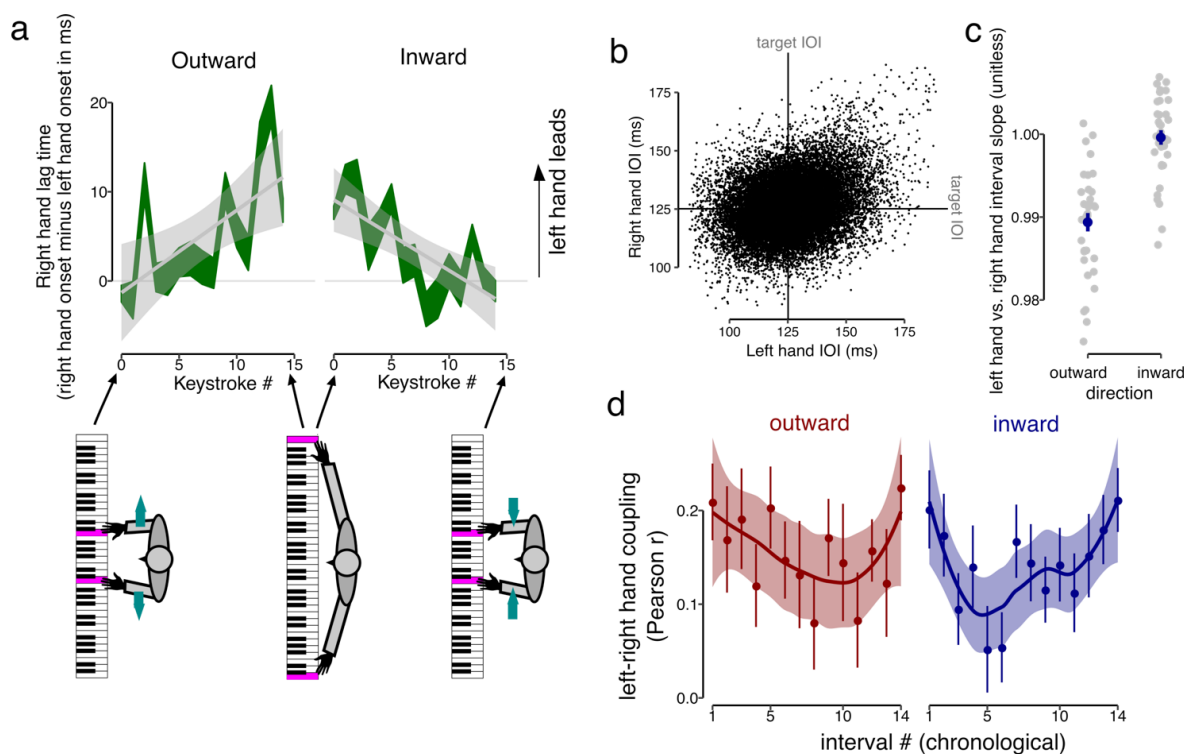 a
Outward
Inward
Right hand lag time
(right hand onset minus left hand onset in ms)
20
10
0
left hand leads
0
5
10
15
Keystroke #
0
5
10
15
Keystroke #
b
target IOI
target IOI
Right hand IOI (ms)
175
150
125
100
100
125
150
175
Left hand IOI (ms)
c
left hand vs. right hand interval slope (unitless)
1.00
0.99
0.98
outward
inward
direction
d
outward
inward
left-right hand coupling
(Pearson r)
0.2
0.1
0.0
1
5
10
14
1
5
10
14
interval # (chronological)